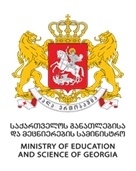 საქართველოს განათლებისა
და მეცნიერების სამინისტრო
MINISTRY OF EDUCATION
AND SCIENCE OF GEORGIA